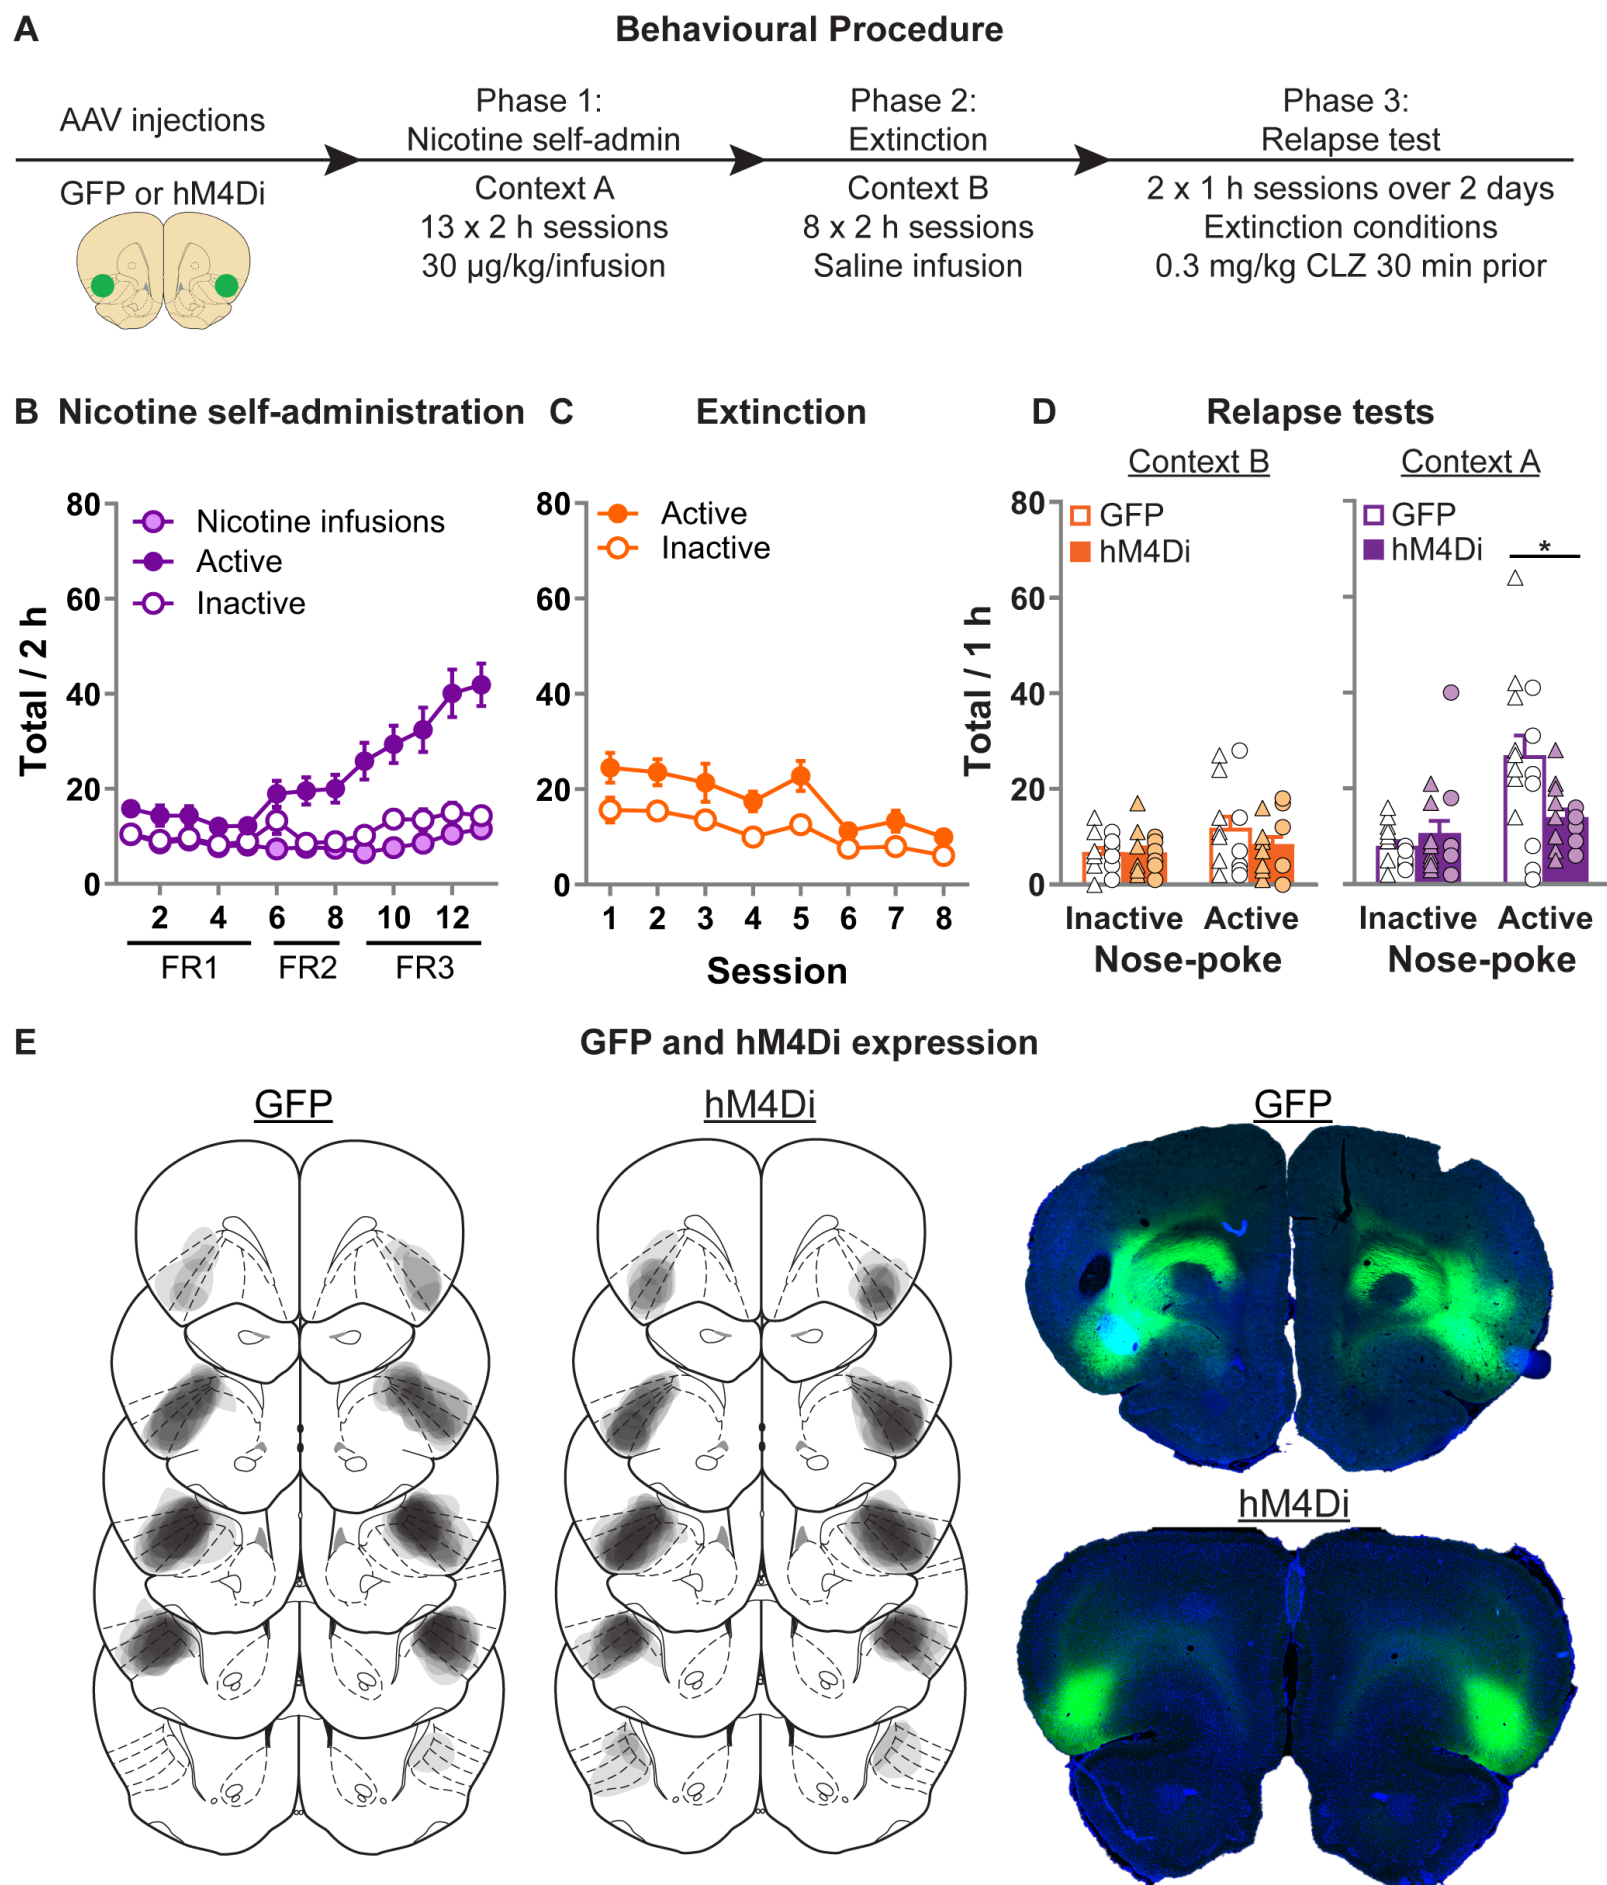 A
Behavioural Procedure
AAV injections
GFP or hM4Di
Phase 1:
Nicotine self-admin
Context A
13 x 2 h sessions
30 µg/kg/infusion
Phase 2:
Extinction
Context B
8 x 2 h sessions
Saline infusion
Phase 3:
Relapse test
2 x 1 h sessions over 2 days
Extinction conditions
0.3 mg/kg CLZ 30 min prior
B Nicotine self-administration
Total / 2 h
80
60
40
20
0
Nicotine infusions
Active
Inactive
2 4 6 8 10 12
FR1 FR2 FR3
C Extinction
80
60
40
20
0
Active
Inactive
1 2 3 4 5 6 7 8
Session
D Relapse tests
Total / 1 h
Context B
80
60
40
20
0
GFP
hM4Di
Inactive Active
Nose-poke
Context A
GFP
hM4Di
*
Inactive Active
Nose-poke
E
GFP and hM4Di expression
GFP
hM4Di
GFP
hM4Di